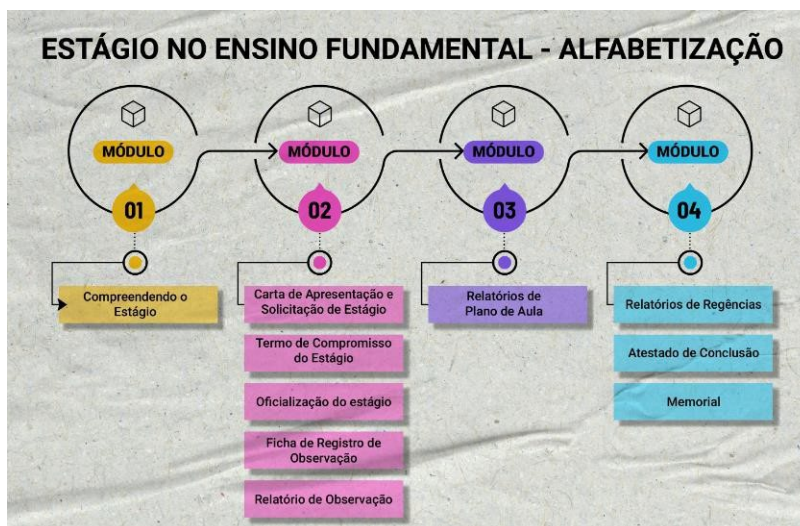 ESTÁGIO NO ENSINO FUNDAMENTAL - ALFABETIZAÇÃO
MÓDULO
01
Compreendendo o
Estágio
MÓDULO
02
Carta de Apresentação e
Solicitação de Estágio
Termo de Compromisso
do Estágio
Oficialização do estágio
Ficha de Registro de
Observação
Relatório de Observação
MÓDULO
03
Relatórios de
Plano de Aula
MÓDULO
04
Relatórios de Regências
Atestado de Conclusão
Memorial